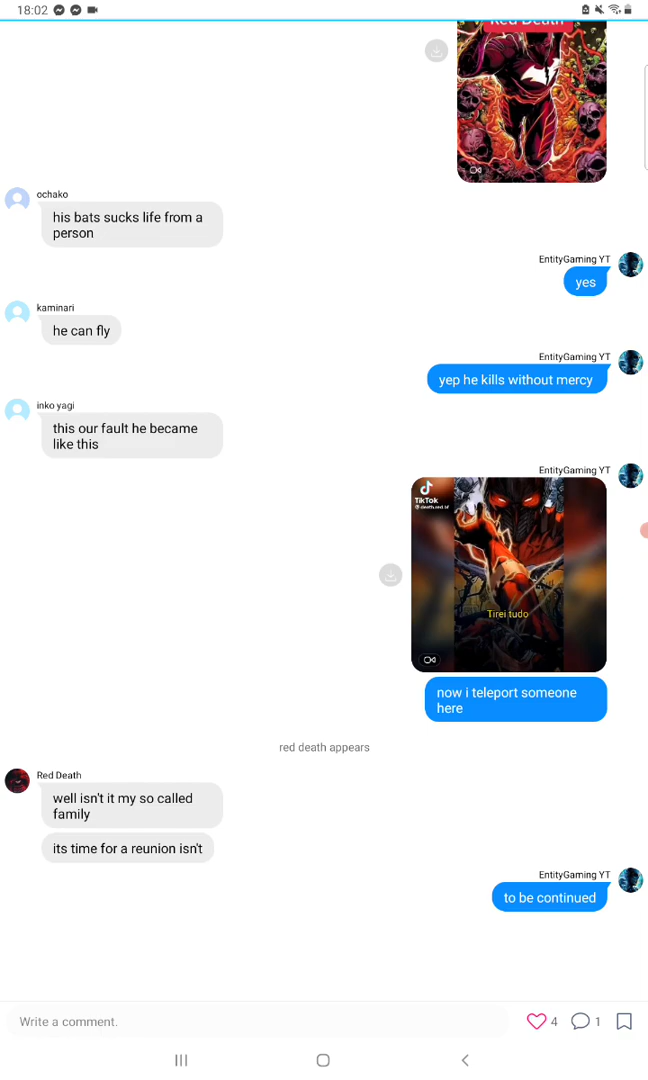 18:02
Red Death
ochako
his bats sucks life from a
person
EntityGaming YT
yes
kaminari
he can fly
EntityGaming YT
yep he kills without mercy
inko yagi
this our fault he became
like this
EntityGaming YT
TikTok
Tirei tudo
now i teleport someone
here
red death appears
Red Death
well isn't it my so called
family
its time for a reunion isn't
EntityGaming YT
to be continued
Write a comment.
4
1